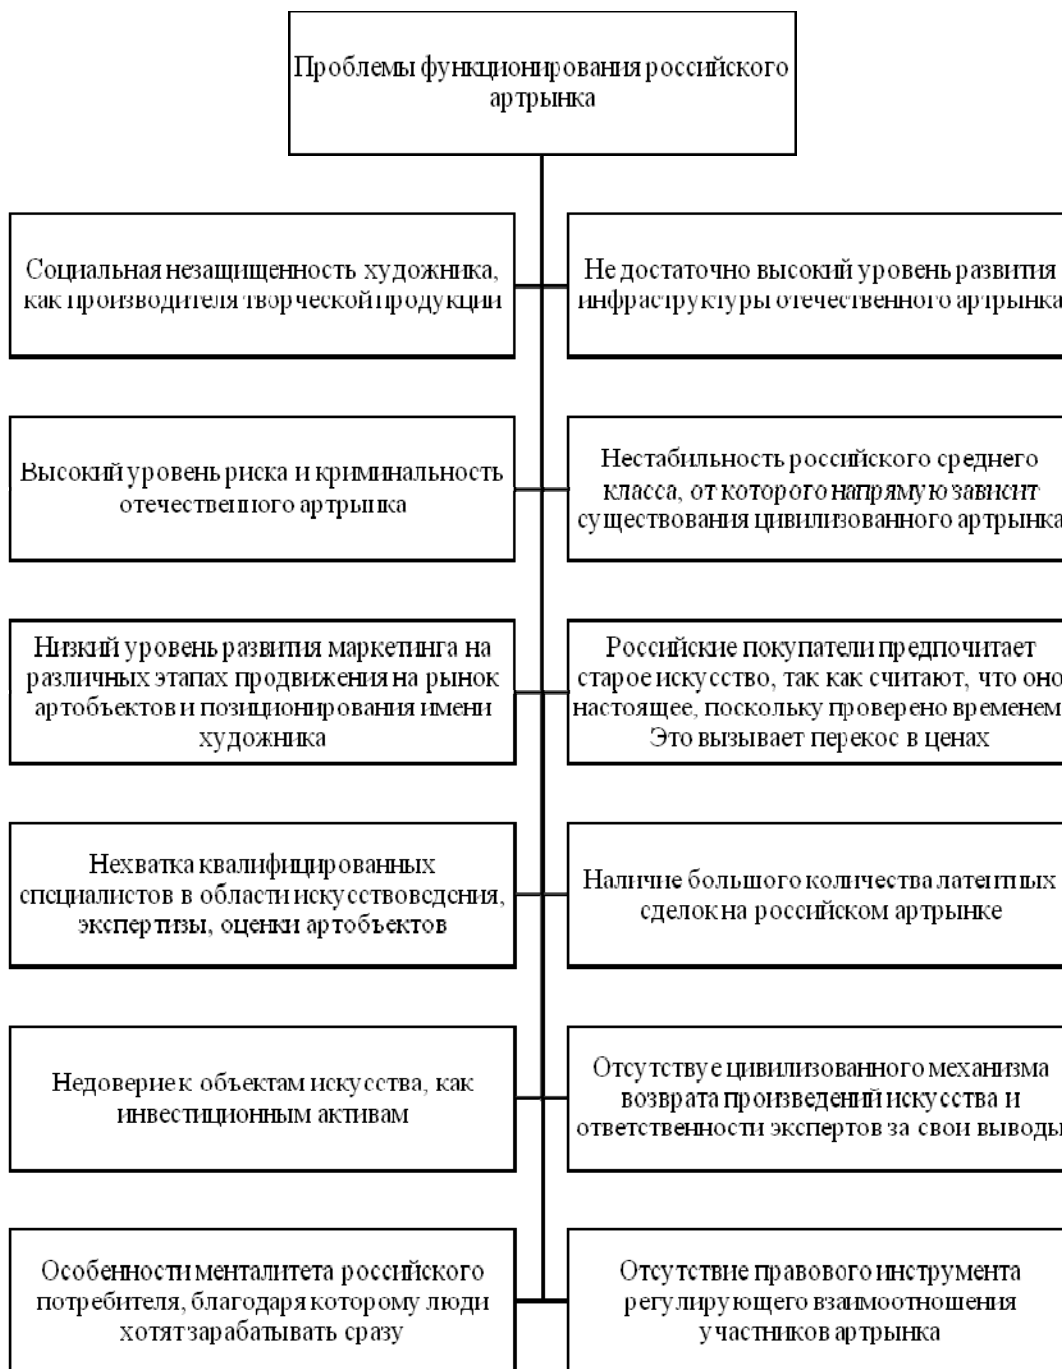 Проблемы функционирования российского
артрынка
Социальная незащищенность художника,
как производителя творческой продукции
Не достаточно высокий уровень развития
инфраструктуры отечественного артрынка
Высокий уровень риска и криминальность
отечественного артрынка
Нестабильность российского среднего
класса, от которого напрямую зависит
существования цивилизованного артрынка
Низкий уровень развития маркетинга на
различных этапах продвижения на рынок
артобъектов и позиционирования имени
художника
Российские покупатели предпочитает
старое искусство, так как считают, что оно
настоящее, поскольку проверено временем
Это вызывает перекос в ценах
Нехватка квалифицированных
специалистов в области искусствоведения,
экспертизы, оценки артобъектов
Наличие большого количества латентных
сделок на российском артрынке
Недоверие к объектам искусства, как
инвестиционным активам
Отсутствуе цивилизованного механизма
возврата произведений искусства и
ответственности экспертов за свои выводы
Особенности менталитета российского
потребителя, благодаря которому люди
хотят зарабатывать сразу
Отсутствие правового инструмента
регулирующего взаимоотношения
участников артрынка